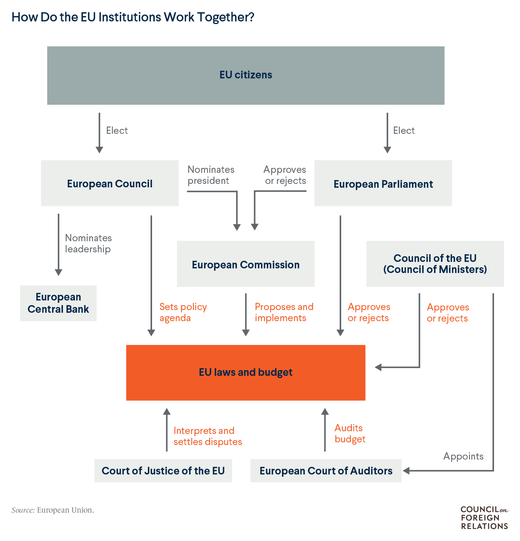 How Do the EU Institutions Work Together?
EU citizens
Elect
Elect
European Council
Nominates
president
Approves
or rejects
European Parliament
Nominates
leadership
European Commission
Council of the EU
(Council of Ministers)
European
Central Bank
Sets policy
agenda
Proposes and
implements
Approves
or rejects
Approves
or rejects
EU laws and budget
Interprets and
settles disputes
Audits
budget
Appoints
Court of Justice of the EU
European Court of Auditors
Source: European Union.
COUNCIL on
FOREIGN
RELATIONS